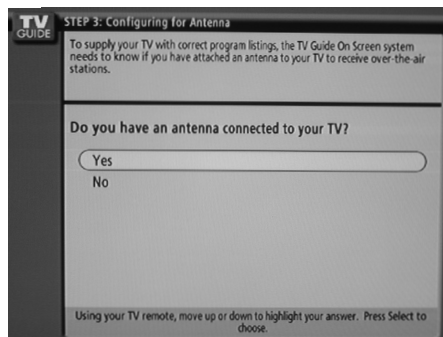 TV
GUIDE
STEP 3: Configuring for Antenna
To supply your TV with correct program listings, the TV Guide On Screen system
needs to know if you have attached an antenna to your TV to receive over-the-air
stations.
Do you have an antenna connected to your TV?
Yes
No
Using your TV remote, move up or down to highlight your answer. Press Select to
choose.